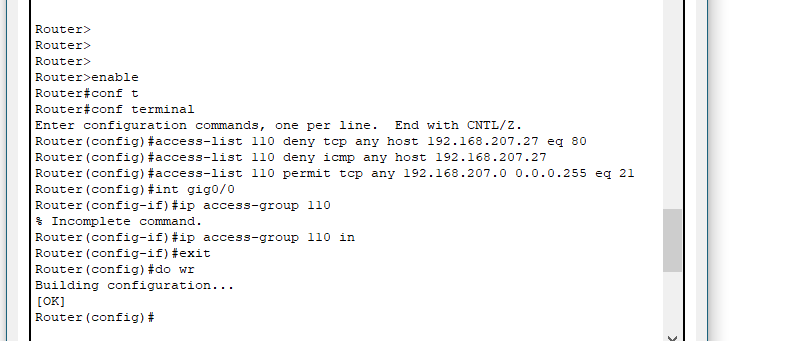 Router>
Router>
Router>
Router>enable
Router#conf t
Router#conf terminal
Enter configuration commands, one per line.  End with CNTL/Z.
Router(config)#access-list 110 deny tcp any host 192.168.207.27 eq 80
Router(config)#access-list 110 deny icmp any host 192.168.207.27
Router(config)#access-list 110 permit tcp any 192.168.207.0 0.0.0.255 eq 21
Router(config)#int gig0/0
Router(config-if)#ip access-group 110
% Incomplete command.
Router(config-if)#ip access-group 110 in
Router(config-if)#exit
Router(config)#do wr
Building configuration...
[OK]
Router(config)#